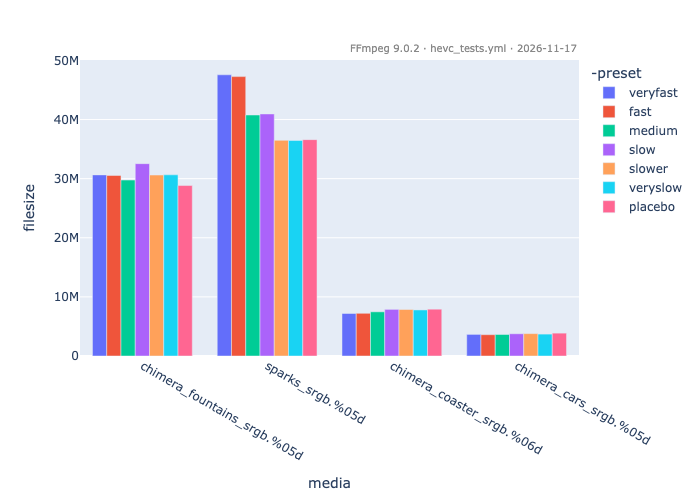 FFmpeg 9.0.2 · hevc_tests.yml · 2026-11-17
-preset
veryfast
fast
medium
slow
slower
veryslow
placebo
filesize
50M
40M
30M
20M
10M
0
chimera_fountains_srgb.%05d
sparks_srgb.%05d
chimera_coaster_srgb.%06d
chimera_cars_srgb.%05d
media